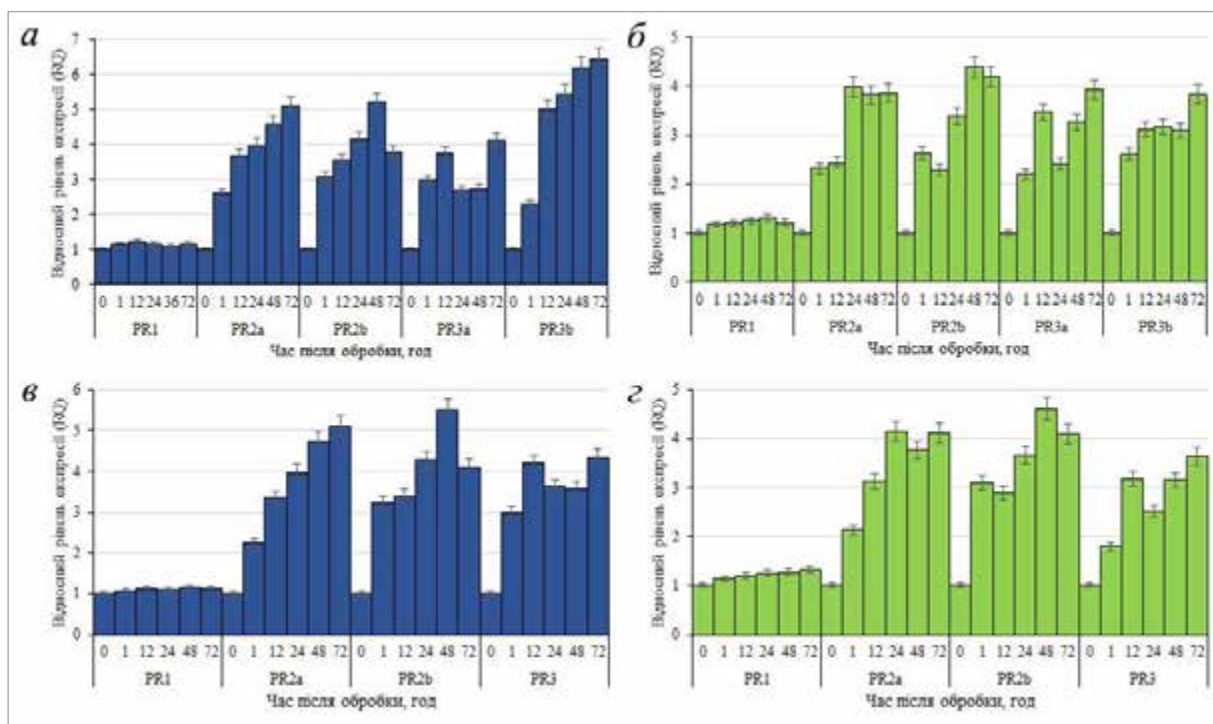 а
Відносний рівень експресії (RQ)
7
6
5
4
3
2
1
0
0 1 12 24 36 72 0 1 12 24 48 72 0 1 12 24 48 72 0 1 12 24 48 72 0 1 12 24 48 72
PR1 PR2a PR2b PR3a PR3b
Час після обробки, год
б
Відносний рівень експресії (RQ)
5
4
3
2
1
0
0 1 12 24 48 72 0 1 12 24 48 72 0 1 12 24 48 72 0 1 12 24 48 72 0 1 12 24 48 72
PR1 PR2a PR2b PR3a PR3b
Час після обробки, год
в
Відносний рівень експресії (RQ)
6
5
4
3
2
1
0
0 1 12 24 48 72 0 1 12 24 48 72 0 1 12 24 48 72 0 1 12 24 48 72
PR1 PR2a PR2b PR3
Час після обробки, год
г
Відносний рівень експресії (RQ)
5
4
3
2
1
0
0 1 12 24 48 72 0 1 12 24 48 72 0 1 12 24 48 72 0 1 12 24 48 72
PR1 PR2a PR2b PR3
Час після обробки, год